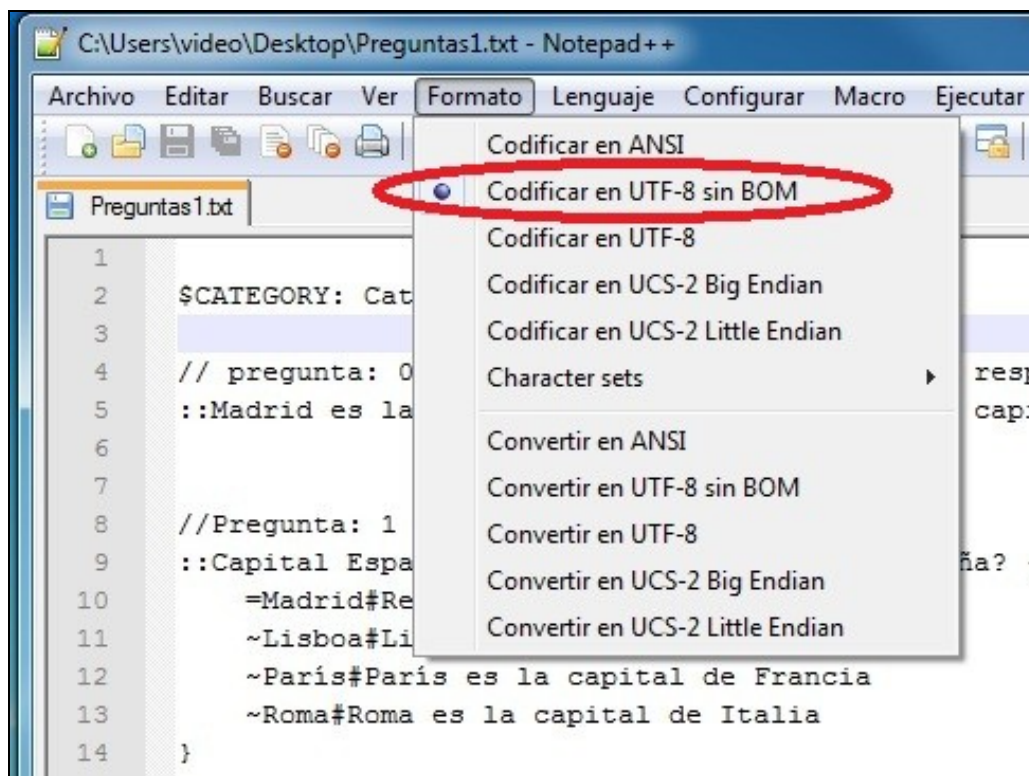 C:\Users\video\Desktop\Preguntas1.txt - Notepad++
Archivo Editar Buscar Ver Formato Lenguaje Configurar Macro Ejecutar
Codificar en ANSI
Preguntas1.txt
Codificar en UTF-8 sin BOM
Codificar en UTF-8
Codificar en UCS-2 Big Endian
Codificar en UCS-2 Little Endian
Character sets
Convertir en ANSI
Convertir en UTF-8 sin BOM
Convertir en UTF-8
Convertir en UCS-2 Big Endian
Convertir en UCS-2 Little Endian
1
2 $CATEGORY: Cat
3
4 // pregunta: 0 resp
5 ::Madrid es la cap
6
7
8 //Pregunta: 1
9 ::Capital Espa ña?
10 =Madrid#Re
11 ~Lisboa#Li
12 ~París#París es la capital de Francia
13 ~Roma#Roma es la capital de Italia
14 }